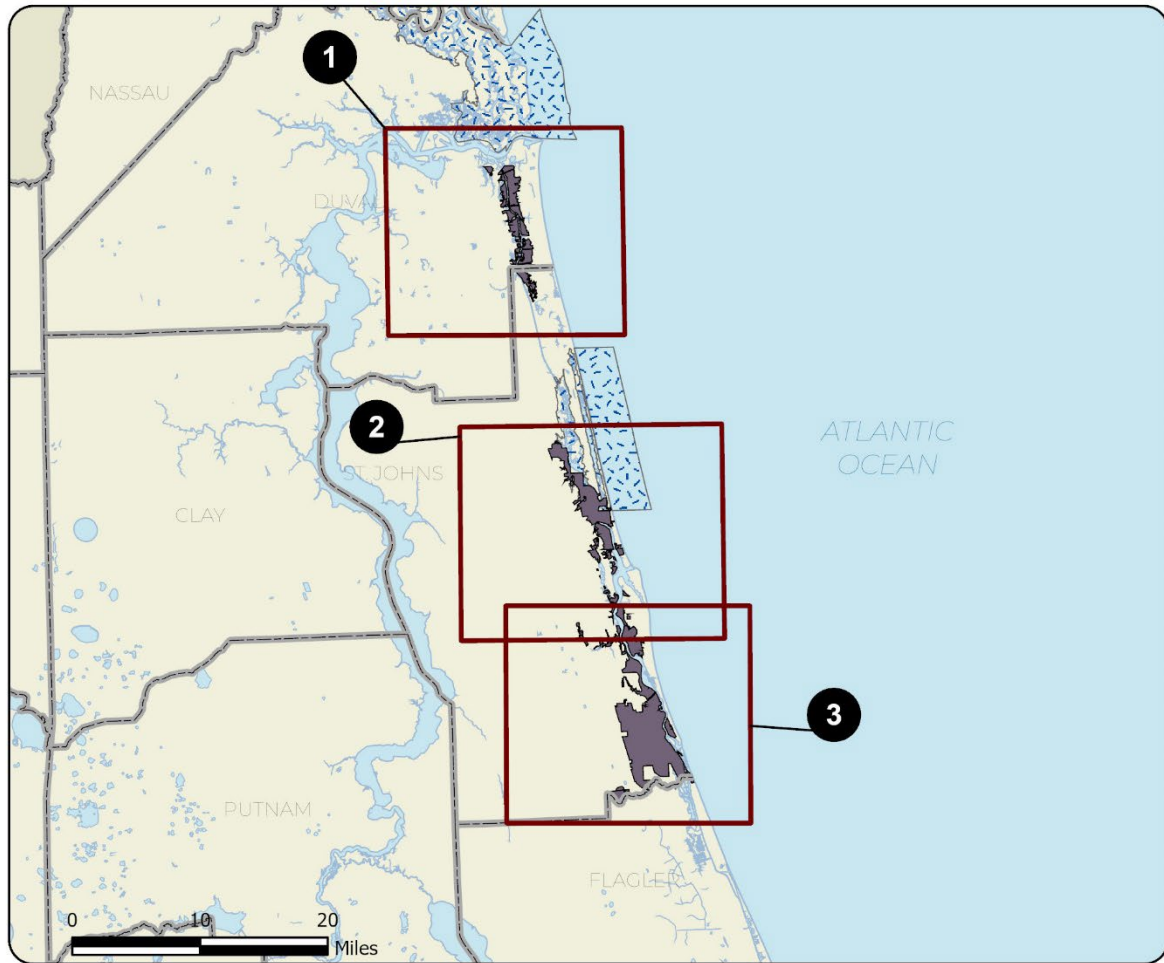 1
NASSAU
DUVAL
2
ST JOHNS
ATLANTIC
OCEAN
CLAY
3
PUTNAM
FLAGLER
0 10 20
Miles